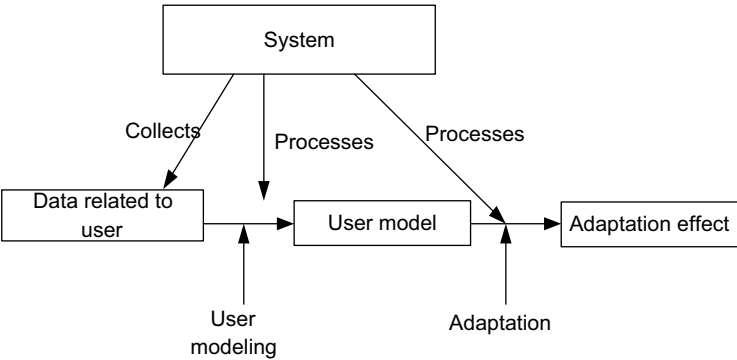 System
Collects
Processes
Processes
Data related to
user
User model
Adaptation effect
User
modeling
Adaptation